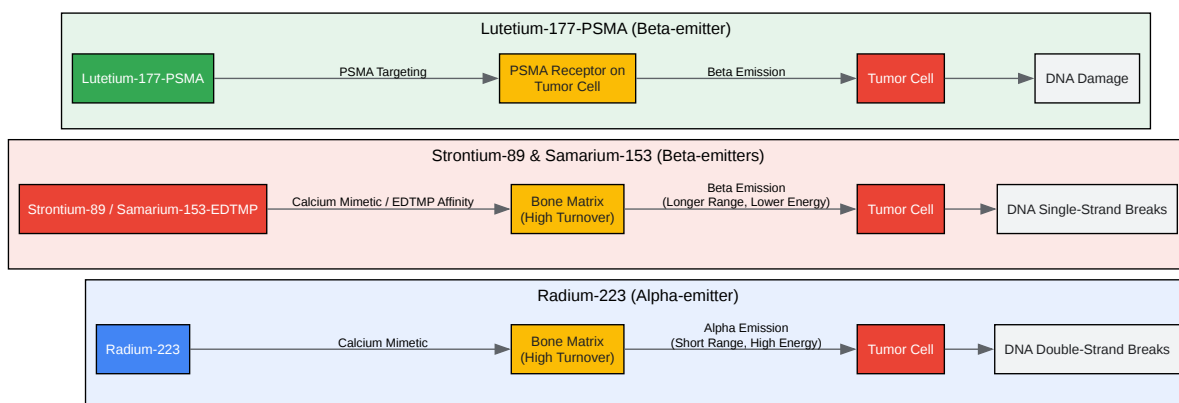 Lutetium-177-PSMA (Beta-emitter)
Lutetium-177-PSMA
PSMA Targeting
PSMA Receptor on
Tumor Cell
Beta Emission
Tumor Cell
DNA Damage
Strontium-89 & Samarium-153 (Beta-emitters)
Strontium-89 / Samarium-153-EDTMP
Calcium Mimetic / EDTMP Affinity
Bone Matrix
(High Turnover)
Beta Emission
(Longer Range, Lower Energy)
Tumor Cell
DNA Single-Strand Breaks
Radium-223 (Alpha-emitter)
Radium-223
Calcium Mimetic
Bone Matrix
(High Turnover)
Alpha Emission
(Short Range, High Energy)
Tumor Cell
DNA Double-Strand Breaks